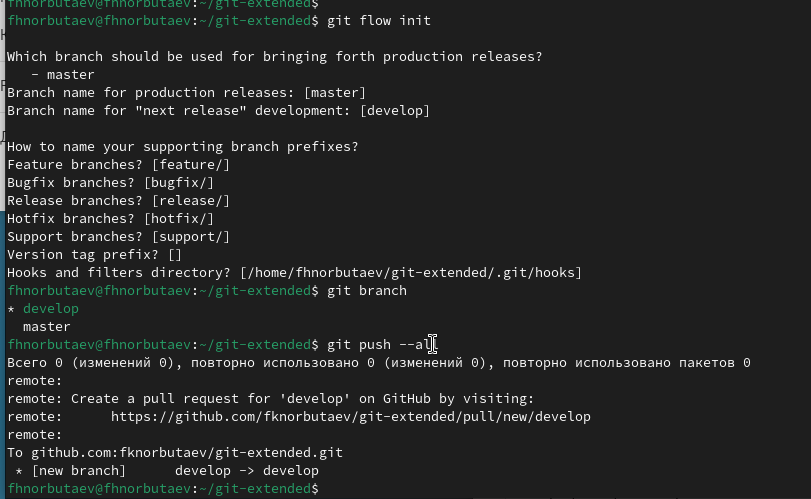 fhnorbutaev@fhnorbutaev:~/git-extended$
fhnorbutaev@fhnorbutaev:~/git-extended$ git flow init

Which branch should be used for bringing forth production releases?
   - master
Branch name for production releases: [master]
Branch name for "next release" development: [develop]

How to name your supporting branch prefixes?
Feature branches? [feature/]
Bugfix branches? [bugfix/]
Release branches? [release/]
Hotfix branches? [hotfix/]
Support branches? [support/]
Version tag prefix? []
Hooks and filters directory? [/home/fhnorbutaev/git-extended/.git/hooks]
fhnorbutaev@fhnorbutaev:~/git-extended$ git branch
* develop
  master
fhnorbutaev@fhnorbutaev:~/git-extended$ git push --all
Всего 0 (изменений 0), повторно использовано 0 (изменений 0), повторно использовано пакетов 0
remote:
remote: Create a pull request for 'develop' on GitHub by visiting:
remote:      https://github.com/fknorbutaev/git-extended/pull/new/develop
remote:
To github.com:fknorbutaev/git-extended.git
 * [new branch]      develop -> develop
fhnorbutaev@fhnorbutaev:~/git-extended$